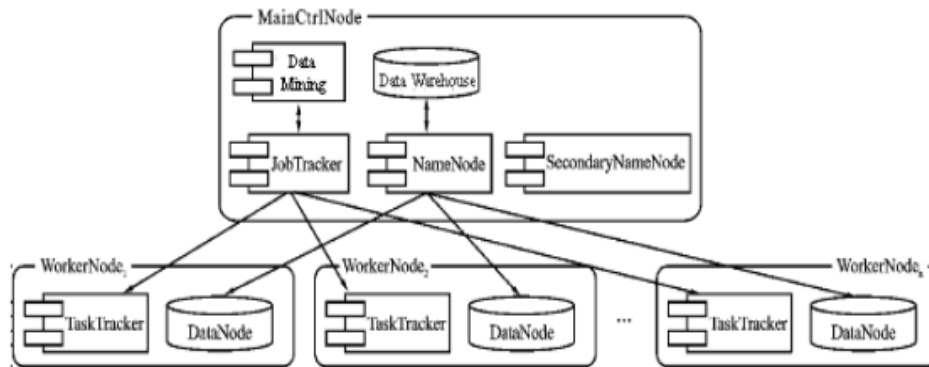 MainCtrlNode
Data
Mining
Data Warehouse
JobTracker
NameNode
SecondaryNameNode
WorkerNode1
WorkerNode2
WorkerNoden
TaskTracker
DataNode
TaskTracker
DataNode
...
TaskTracker
DataNode